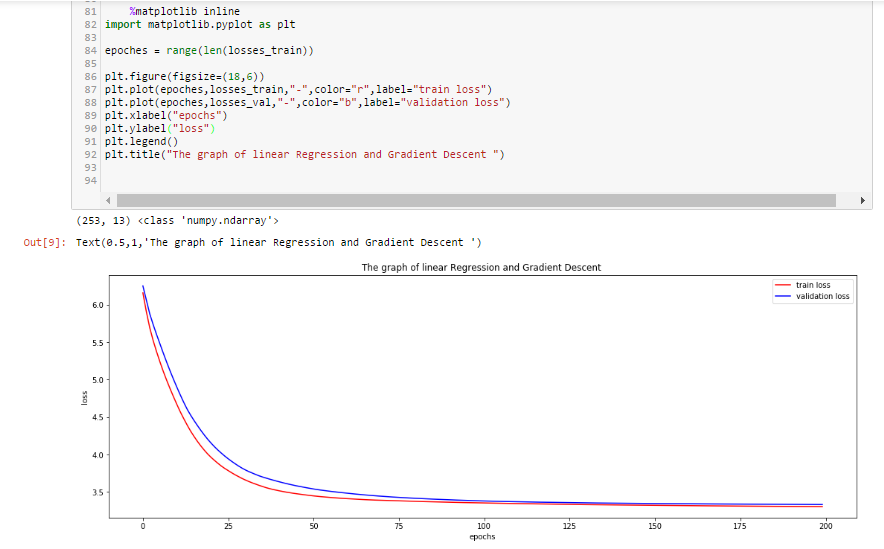 81 %matplotlib inline
82 import matplotlib.pyplot as plt
83
84 epoches = range(len(losses_train))
85
86 plt.figure(figsize=(18,6))
87 plt.plot(epoches,losses_train,"-",color="r",label="train loss")
88 plt.plot(epoches,losses_val,"-",color="b",label="validation loss")
89 plt.xlabel("epochs")
90 plt.ylabel("loss")
91 plt.legend()
92 plt.title("The graph of linear Regression and Gradient Descent ")
93
94
(253, 13) <class 'numpy.ndarray'>
Out[9]: Text(0.5,1,'The graph of linear Regression and Gradient Descent ')
The graph of linear Regression and Gradient Descent
train loss
validation loss
6.0
5.5
5.0
loss
4.5
4.0
3.5
0 25 50 75 100 125 150 175 200
epochs